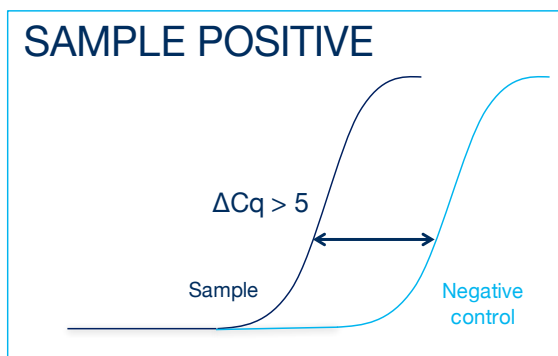 SAMPLE POSITIVE
ΔCq > 5
Sample
Negative
control